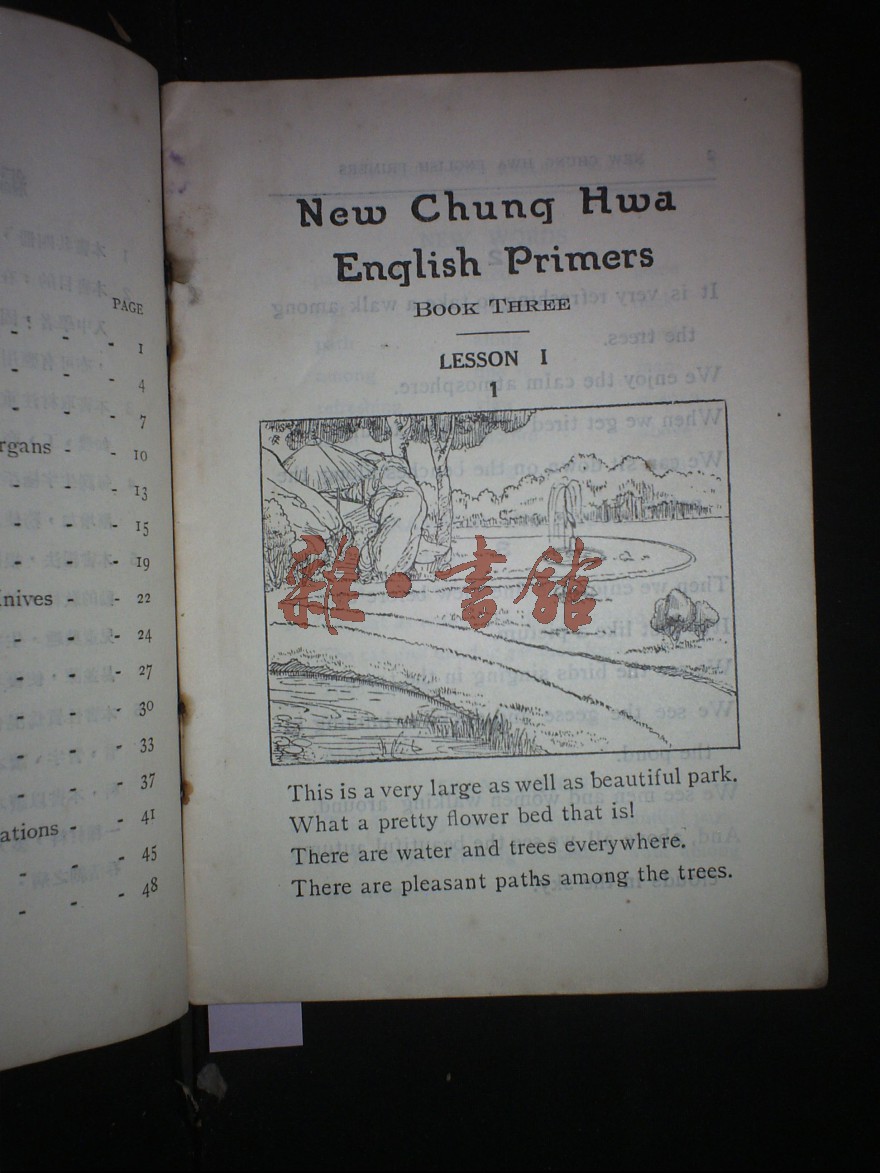 PAGE
- - - 1
- - - 4
- - - 7
rgans - - 10
- - - 13
- - - 15
- - - 19
Knives - 22
- - - 24
- - - 27
- - - 30
- - - 33
- - - 37
ations - - 41
- - - 45
- - - 48
New Chung Hwa
English Primers
BOOK THREE
LESSON I
1
雜·書館
This is a very large as well as beautiful park.
What a pretty flower bed that is!
There are water and trees everywhere.
There are pleasant paths among the trees.